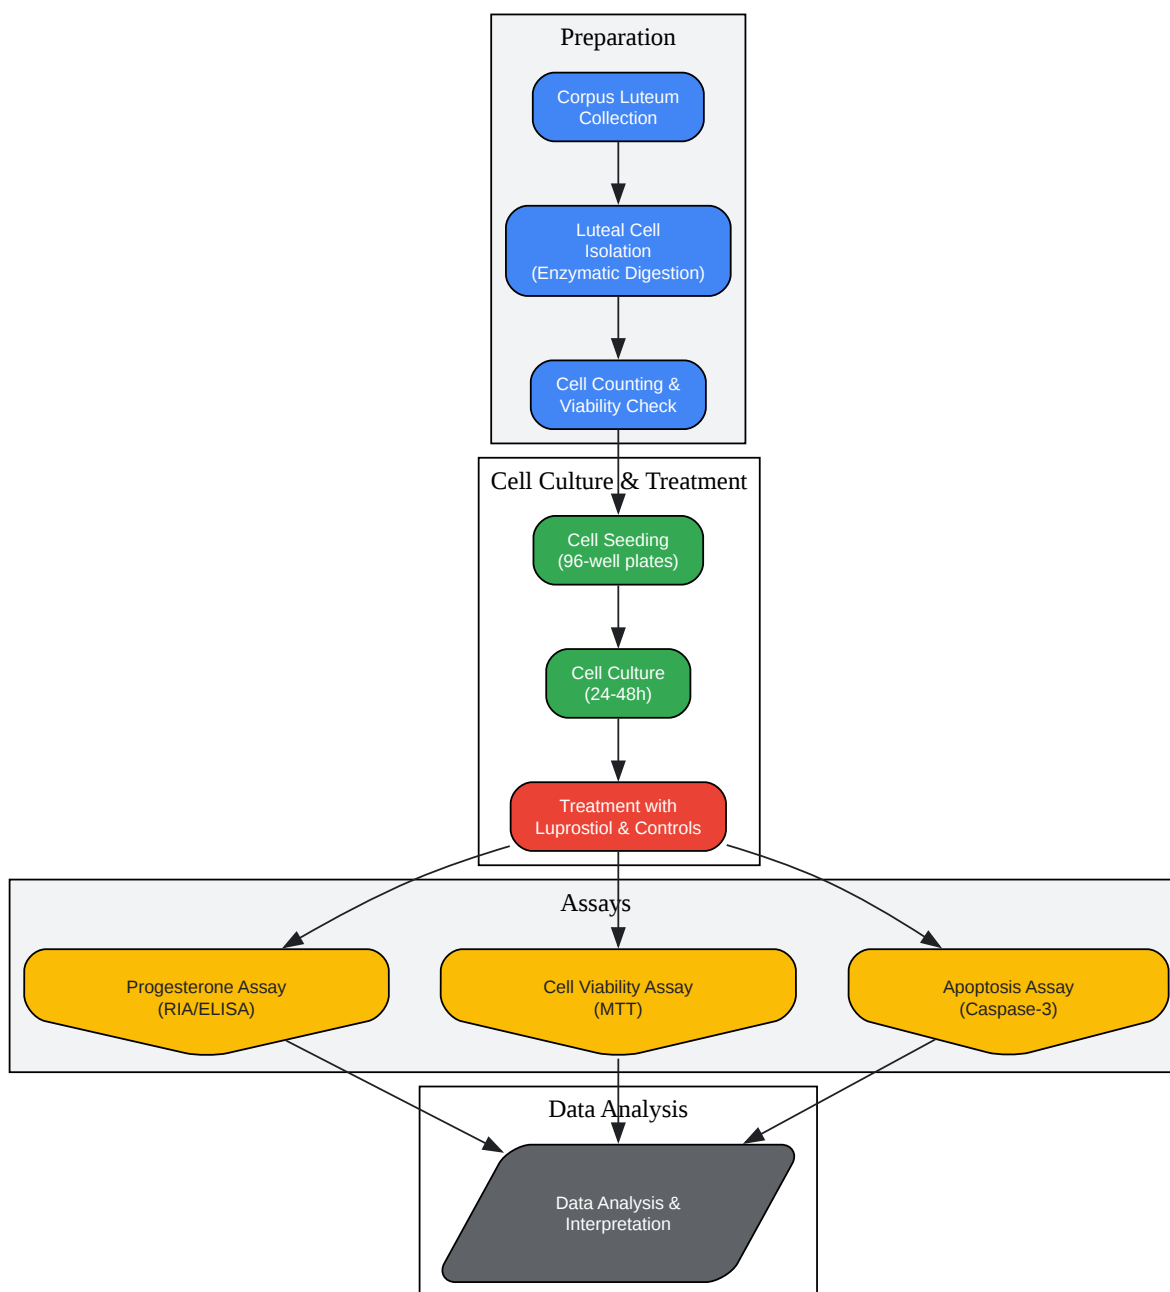 Preparation
Corpus Luteum
Collection
Luteal Cell
Isolation
(Enzymatic Digestion)
Cell Counting &
Viability Check
Cell Culture & Treatment
Cell Seeding
(96-well plates)
Cell Culture
(24-48h)
Treatment with
Luprostiol & Controls
Assays
Progesterone Assay
(RIA/ELISA)
Cell Viability Assay
(MTT)
Apoptosis Assay
(Caspase-3)
Data Analysis
Data Analysis &
Interpretation